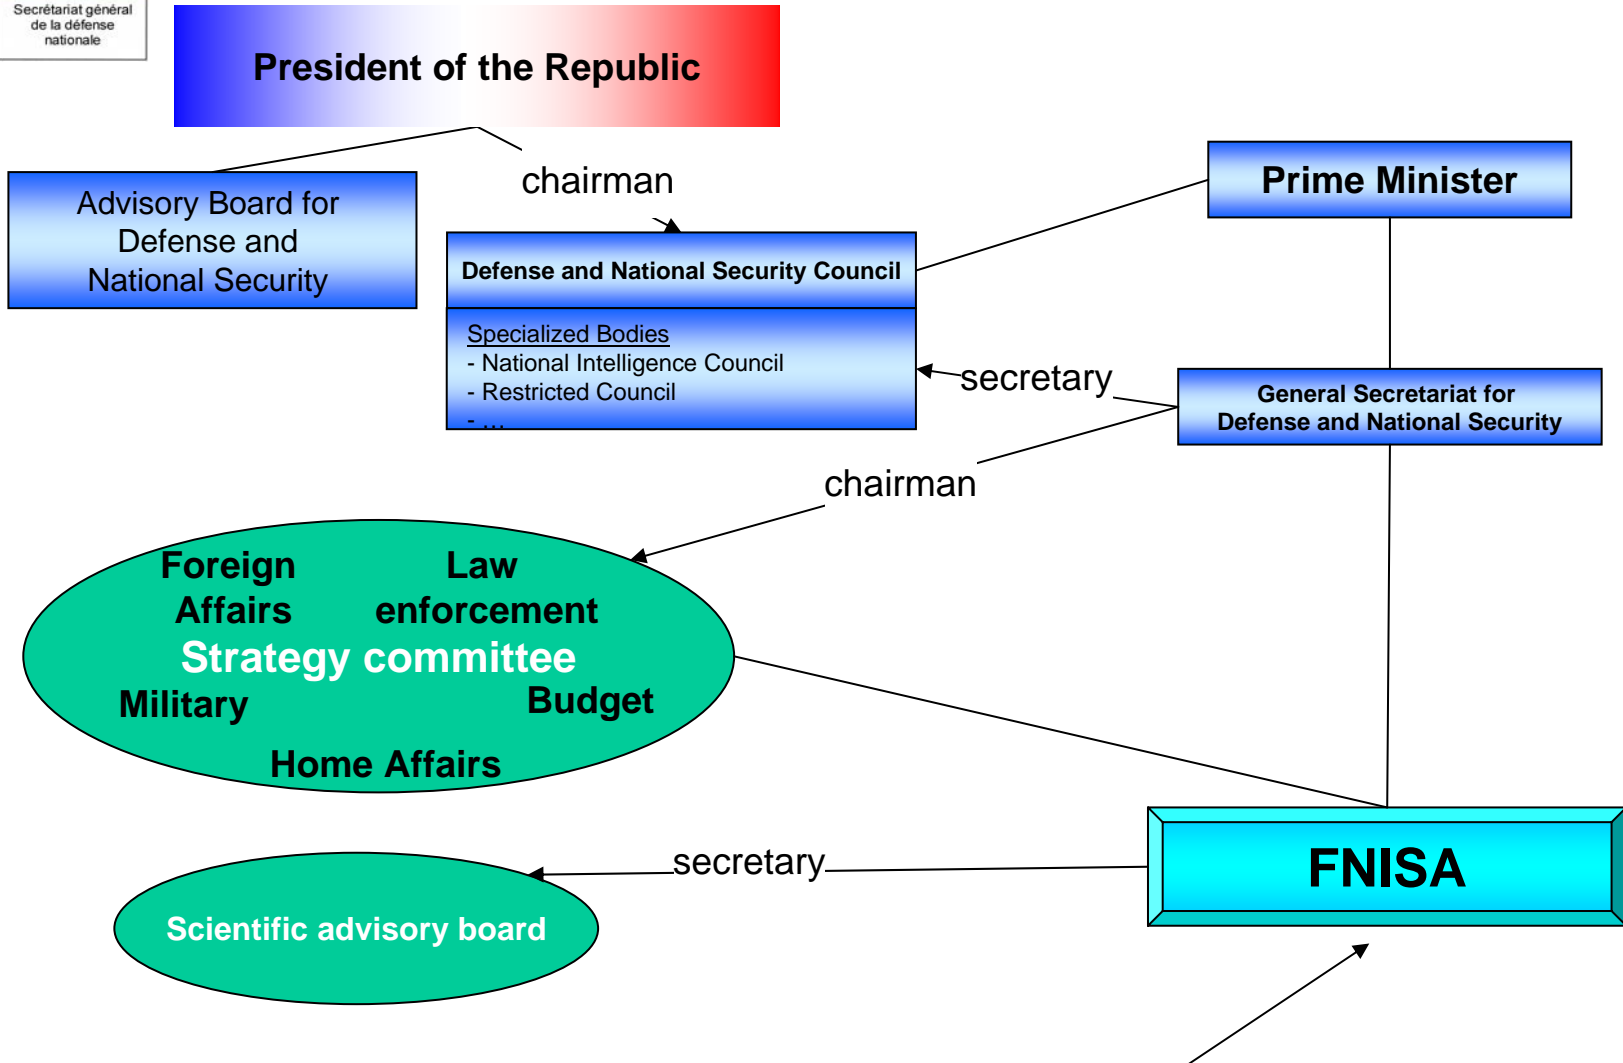 Secrétariat général
de la défense
nationale
President of the Republic
chairman
Prime Minister
Advisory Board for
Defense and
National Security
Defense and National Security Council
Specialized Bodies
- National Intelligence Council
- Restricted Council
- ...
secretary
General Secretariat for
Defense and National Security
chairman
Foreign
Affairs
Law
enforcement
Strategy committee
Military
Budget
Home Affairs
secretary
FNISA
Scientific advisory board